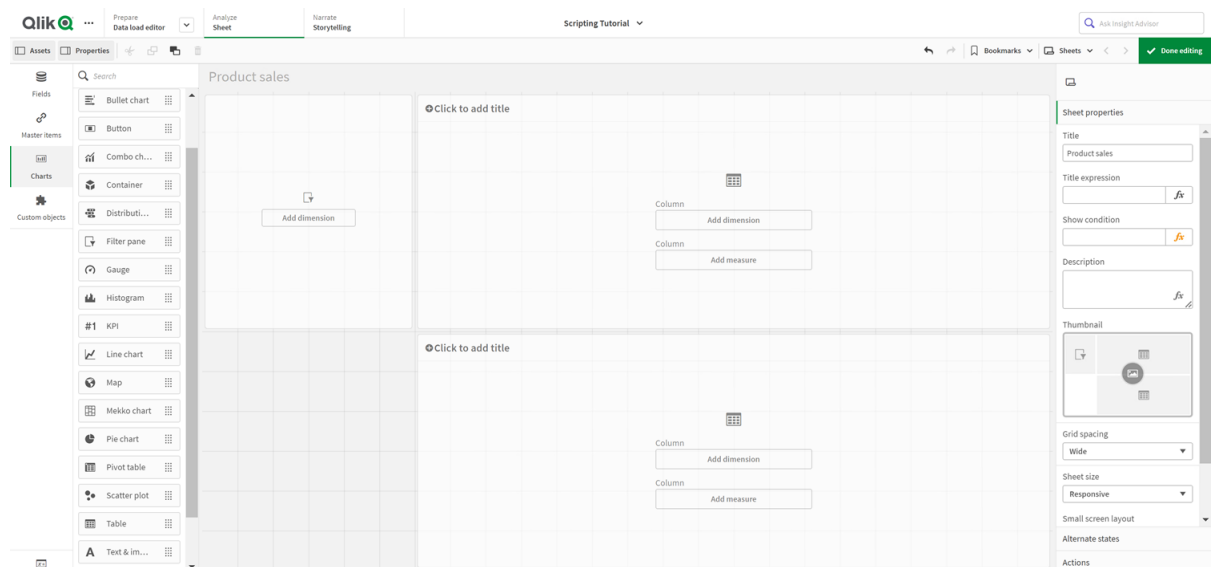 Qlik
Prepare
Data load editor
Analyze
Sheet
Narrate
Storytelling
Scripting Tutorial
Ask Insight Advisor
Assets
Properties
Bookmarks
Sheets
Done editing
Fields
Master items
Charts
Custom objects
Search
Bullet chart
Button
Combo ch...
Container
Distributi...
Filter pane
Gauge
Histogram
#1 KPI
Line chart
Map
Mekko chart
Pie chart
Pivot table
Scatter plot
Table
A Text & im...
Product sales
Add dimension
Click to add title
Column
Add dimension
Column
Add measure
Click to add title
Column
Add dimension
Column
Add measure
Sheet properties
Title
Product sales
Title expression
fx
Show condition
fx
Description
fx
Thumbnail
Grid spacing
Wide
Sheet size
Responsive
Small screen layout
Alternate states
Actions